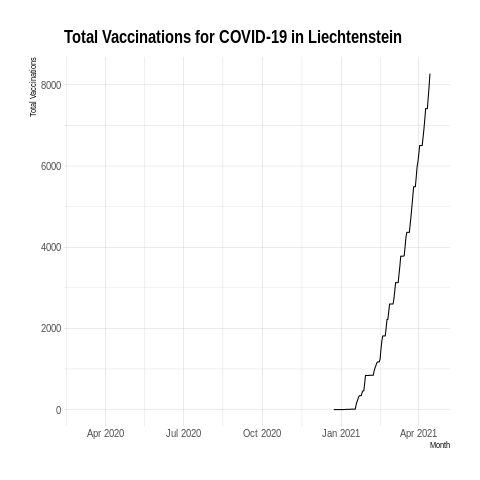 Total Vaccinations for COVID-19 in Liechtenstein
Total Vaccinations
8000
6000
4000
2000
0
Apr 2020 Jul 2020 Oct 2020 Jan 2021 Apr 2021
Month